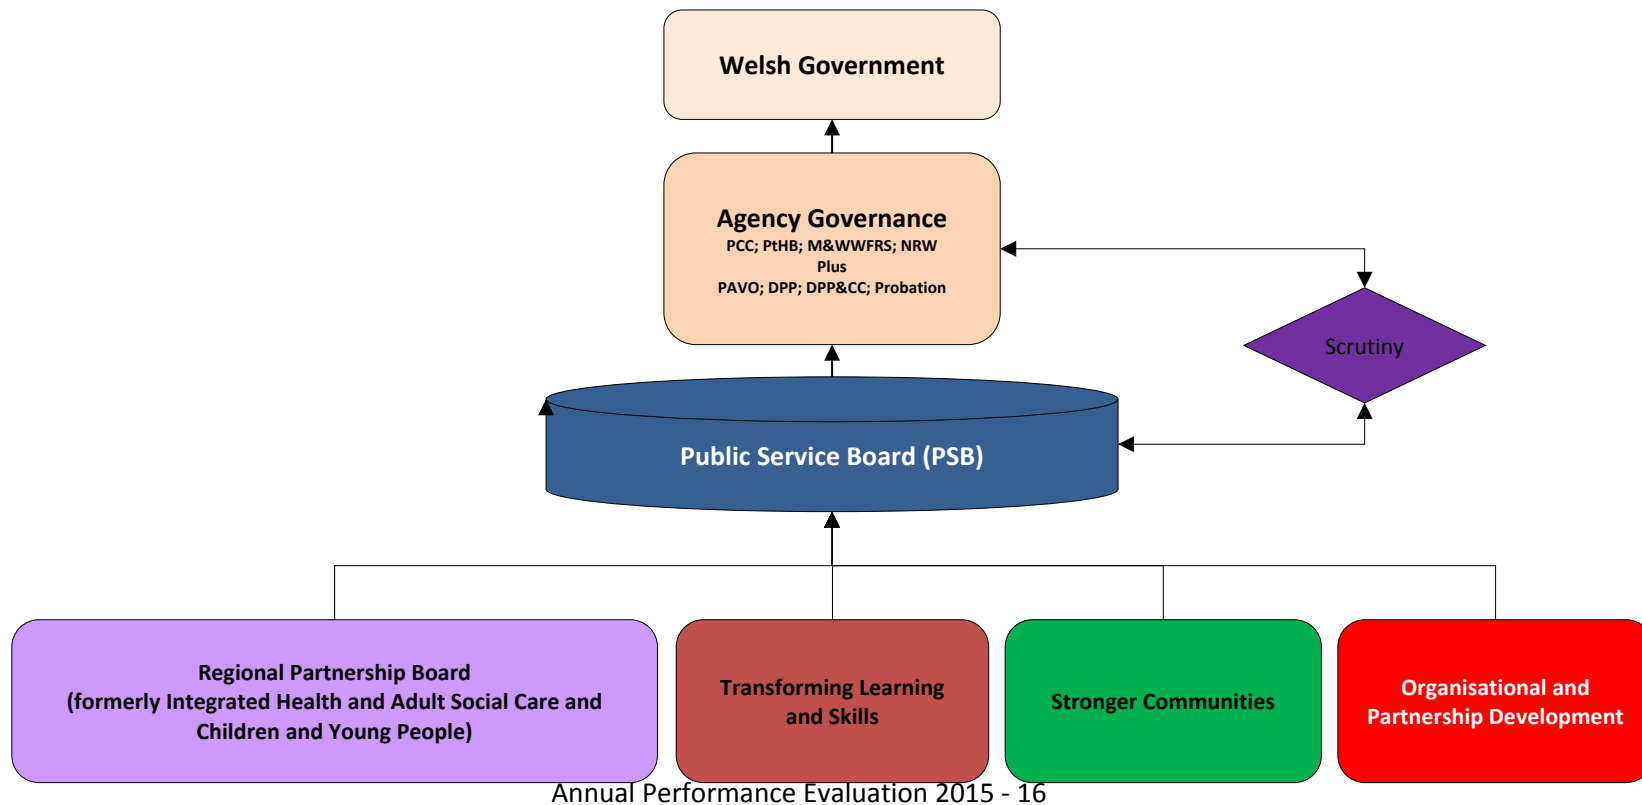 Welsh Government
Agency Governance
PCC; PtHB; M&WWFRS; NRW
Plus
PAVO; DPP; DPP&CC; Probation
Scrutiny
Public Service Board (PSB)
Regional Partnership Board
(formerly Integrated Health and Adult Social Care and
Children and Young People)
Transforming Learning
and Skills
Stronger Communities
Organisational and
Partnership Development
Annual Performance Evaluation 2015 - 16